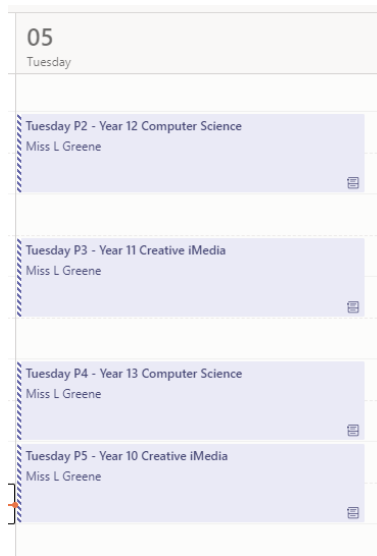 05
Tuesday
Tuesday P2 - Year 12 Computer Science
Miss L Greene
Tuesday P3 - Year 11 Creative iMedia
Miss L Greene
Tuesday P4 - Year 13 Computer Science
Miss L Greene
Tuesday P5 - Year 10 Creative iMedia
Miss L Greene